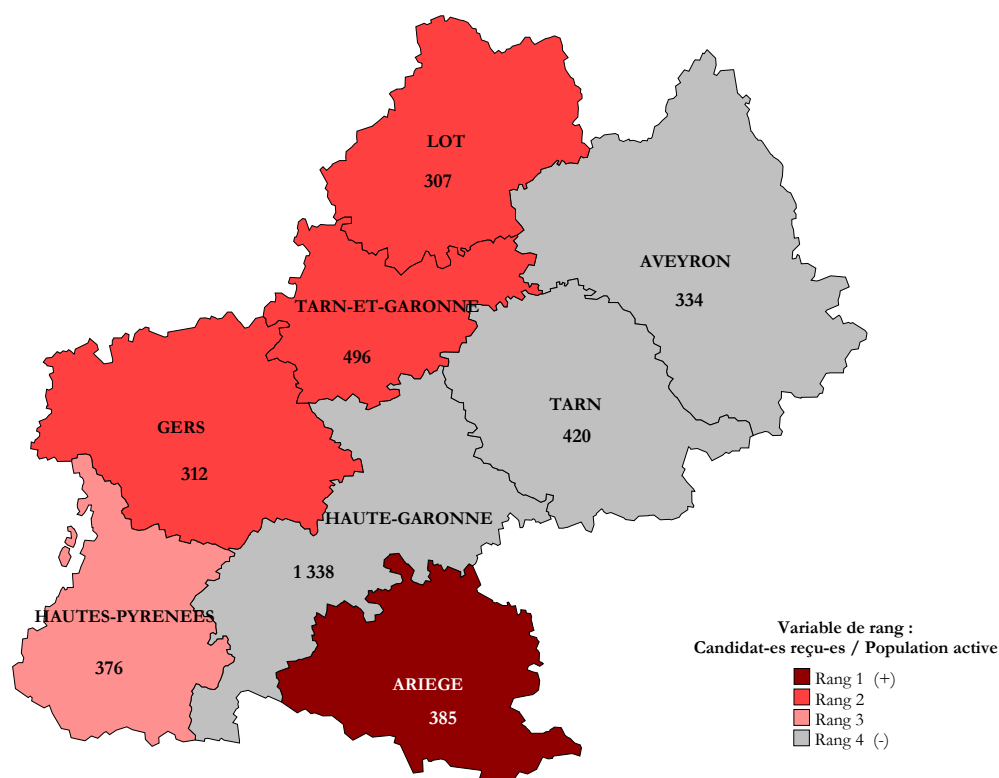 LOT
307
AVEYRON
334
TARN-ET-GARONNE
496
TARN
420
GERS
312
HAUTE-GARONNE
1 338
HAUTES-PYRENEES
376
ARIEGE
385
Variable de rang :
Candidat-es reçu-es / Population active
Rang 1 (+)
Rang 2
Rang 3
Rang 4 (-)